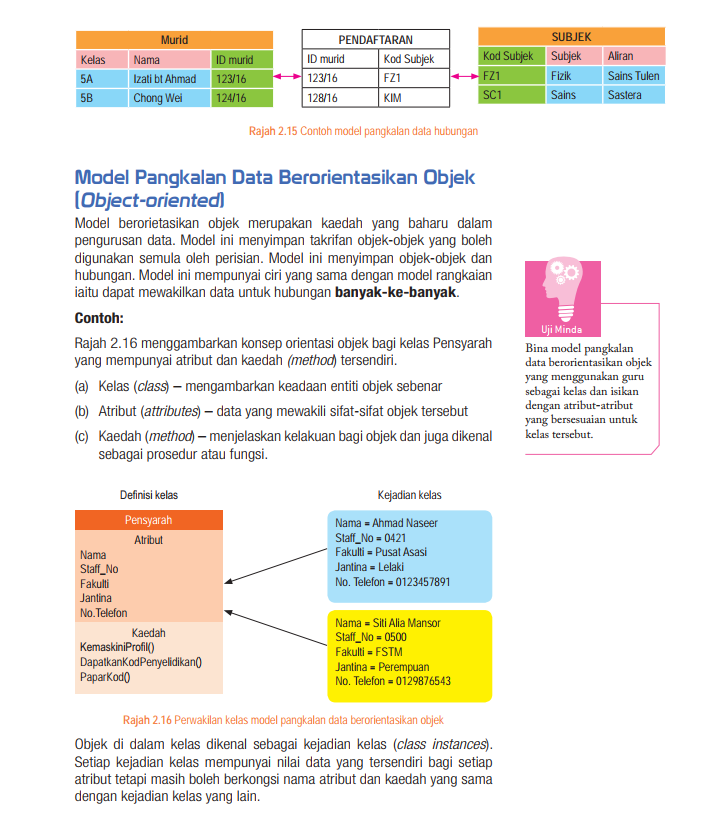 Murid
Kelas Nama ID murid
5A Izati bt Ahmad 123/16
5B Chong Wei 124/16
PENDAFTARAN
ID murid Kod Subjek
123/16 FZ1
128/16 KIM
SUBJEK
Kod Subjek Subjek Aliran
FZ1 Fizik Sains Tulen
SC1 Sains Sastera
Rajah 2.15 Contoh model pangkalan data hubungan
Model Pangkalan Data Berorientasikan Objek
(Object-oriented)
Model berorietasikan objek merupakan kaedah yang baharu dalam
pengurusan data. Model ini menyimpan takrifan objek-objek yang boleh
digunakan semula oleh perisian. Model ini menyimpan objek-objek dan
hubungan. Model ini mempunyai ciri yang sama dengan model rangkaian
iaitu dapat mewakilkan data untuk hubungan banyak-ke-banyak.
Contoh:
Rajah 2.16 menggambarkan konsep orientasi objek bagi kelas Pensyarah
yang mempunyai atribut dan kaedah (method) tersendiri.
(a) Kelas (class) – mengambarkan keadaan entiti objek sebenar
(b) Atribut (attributes) – data yang mewakili sifat-sifat objek tersebut
(c) Kaedah (method) – menjelaskan kelakuan bagi objek dan juga dikenal
sebagai prosedur atau fungsi.
Uji Minda
Bina model pangkalan
data berorientasikan objek
yang menggunakan guru
sebagai kelas dan isikan
dengan atribut-atribut
yang bersesuaian untuk
kelas tersebut.
Definisi kelas
Pensyarah
Atribut
Nama
Staff_No
Fakulti
Jantina
No.Telefon
Kaedah
KemaskiniProfil()
DapatkanKodPenyelidikan()
PaparKod()
Kejadian kelas
Nama = Ahmad Naseer
Staff_No = 0421
Fakulti = Pusat Asasi
Jantina = Lelaki
No. Telefon = 0123457891
Nama = Siti Alia Mansor
Staff_No = 0500
Fakulti = FSTM
Jantina = Perempuan
No. Telefon = 0129876543
Rajah 2.16 Perwakilan kelas model pangkalan data berorientasikan objek
Objek di dalam kelas dikenal sebagai kejadian kelas (class instances).
Setiap kejadian kelas mempunyai nilai data yang tersendiri bagi setiap
atribut tetapi masih boleh berkongsi nama atribut dan kaedah yang sama
dengan kejadian kelas yang lain.